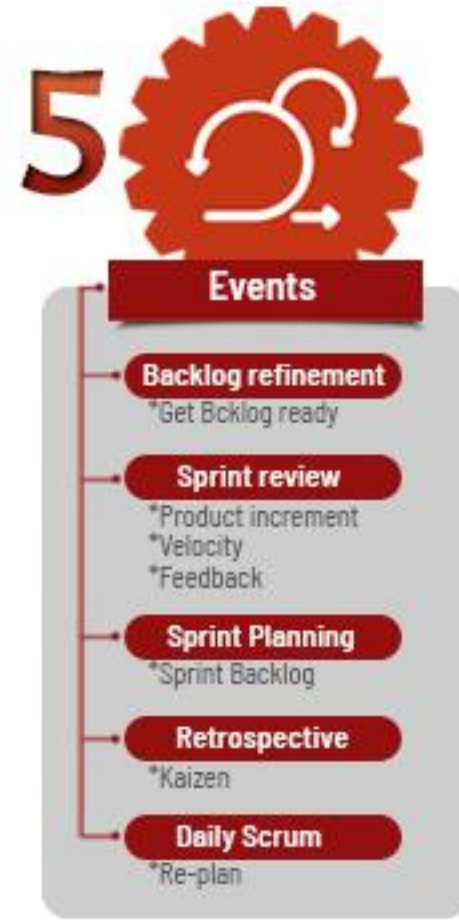 5
Events
Backlog refinement
*Get Bcklog ready
Sprint review
*Product increment
*Velocity
*Feedback
Sprint Planning
*Sprint Backlog
Retrospective
*Kaizen
Daily Scrum
*Re-plan